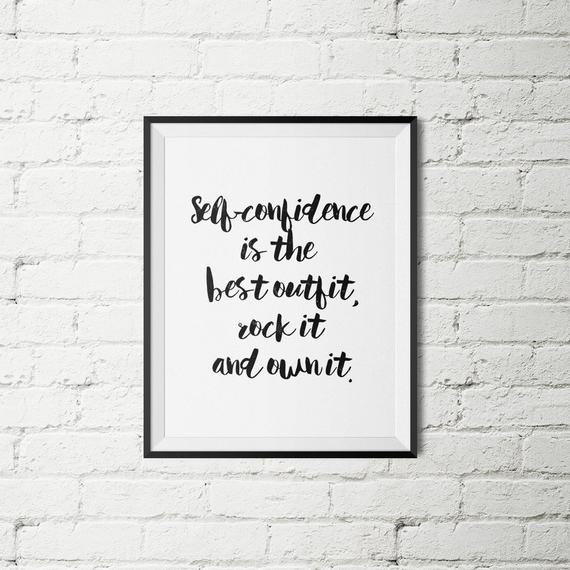 Self-confidence
is the
best outfit,
rock it
and own it.